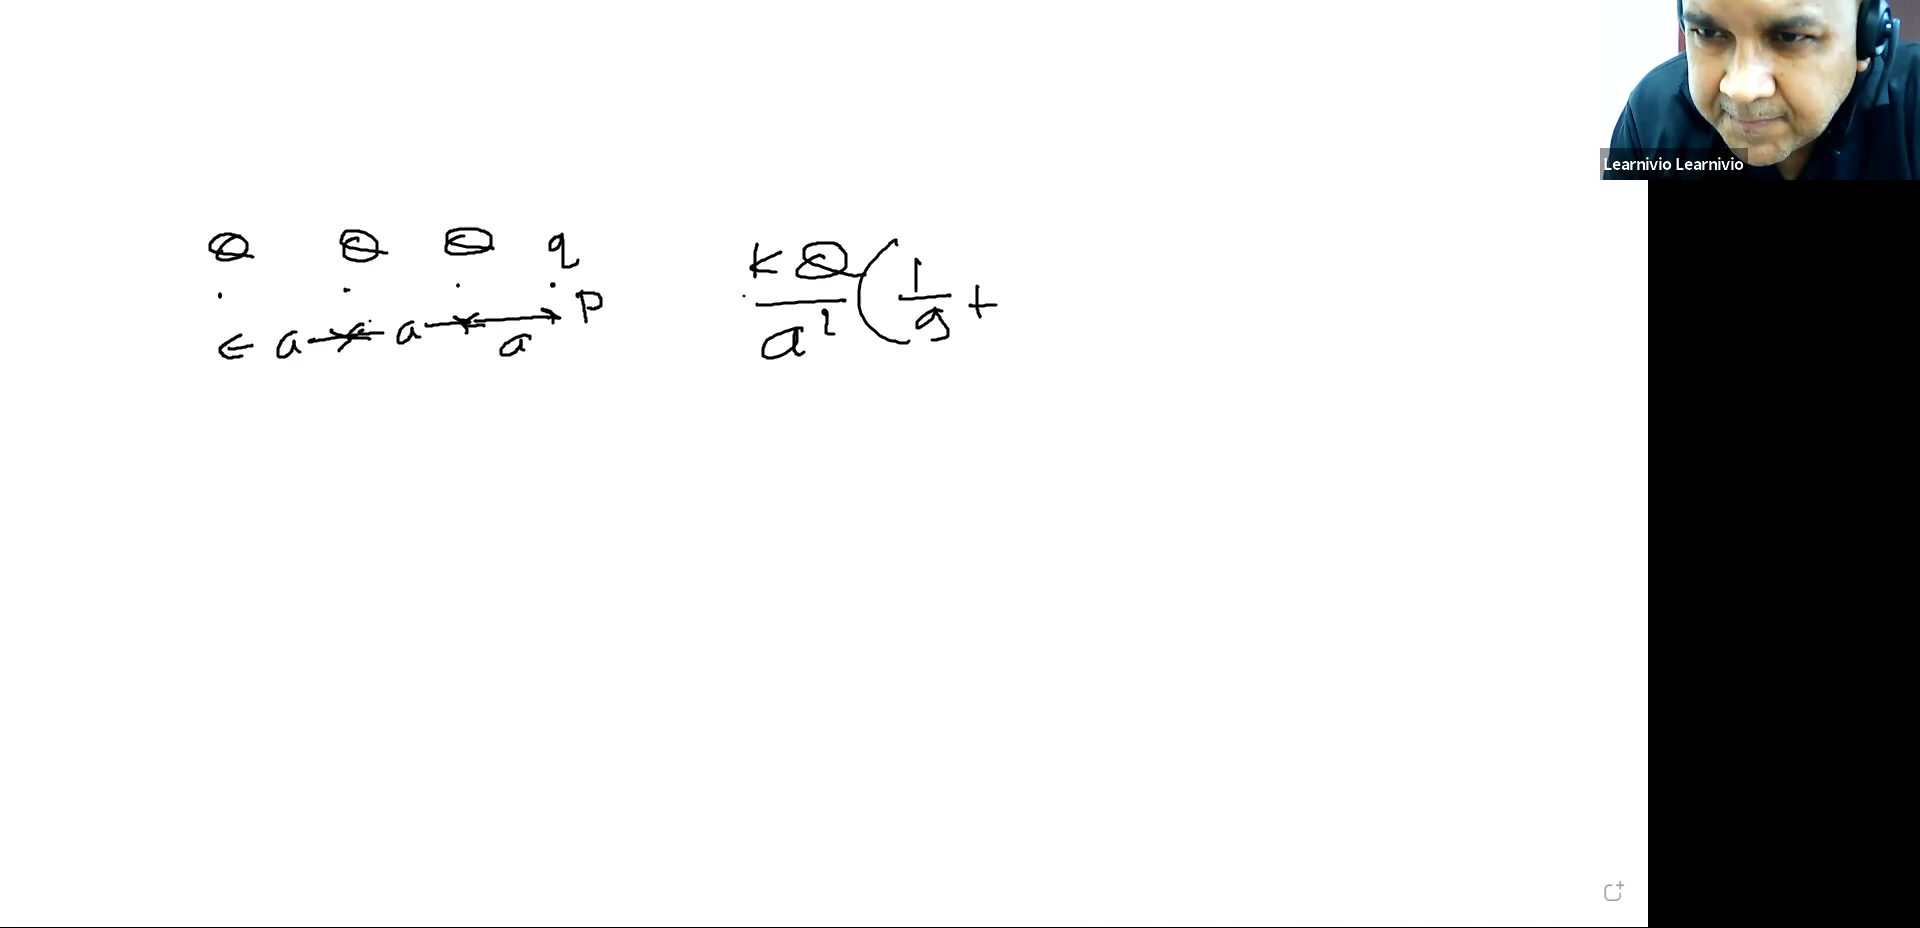 Learnivio Learnivio
Q Q Q q
P
← a → ← a → ← a →
kQ/a² (1/9 +